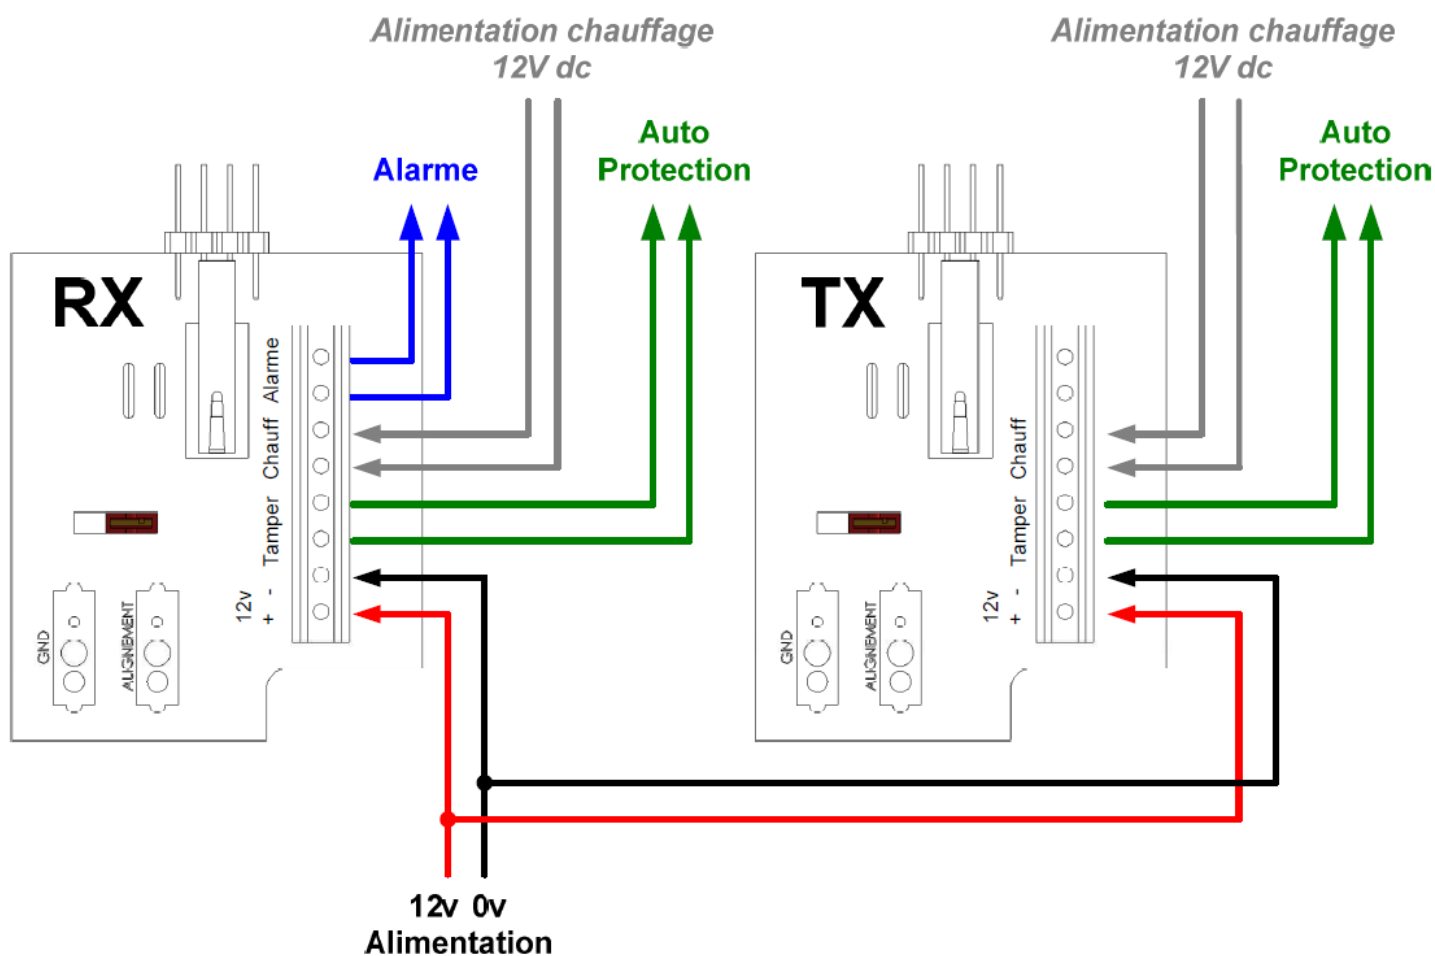 Alimentation chauffage
12V dc
Alimentation chauffage
12V dc
Auto
Protection
Alarme
Auto
Protection
RX
TX
Alarme
Chauff
Tamper
12v
+ -
GND
ALIGNEMENT
Chauff
Tamper
12v
+ -
GND
ALIGNEMENT
12v 0v
Alimentation